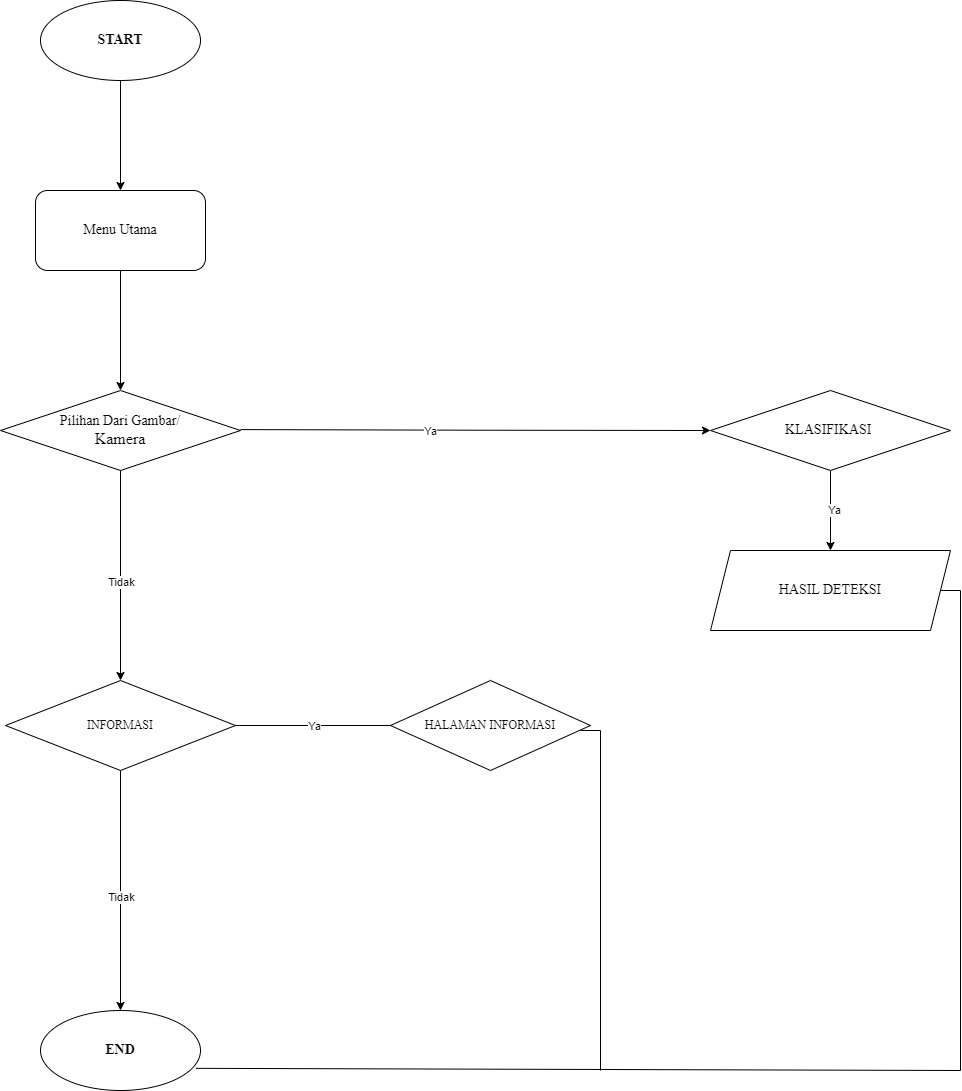 START
Menu Utama
Pilihan Dari Gambar/
Kamera
Ya
KLASIFIKASI
Ya
HASIL DETEKSI
Tidak
INFORMASI
Ya
HALAMAN INFORMASI
Tidak
END